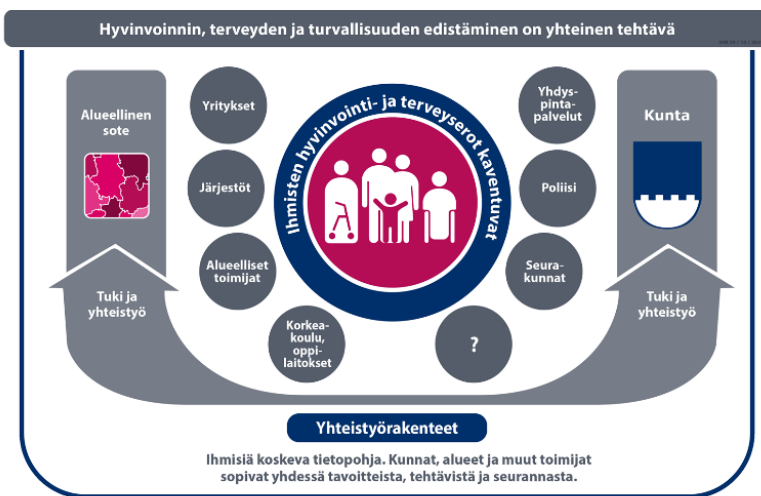 Hyvinvoinnin, terveyden ja turvallisuuden edistäminen on yhteinen tehtävä
Alueellinen
sote
Yritykset
Järjestöt
Alueelliset
toimijat
Korkea-
koulu,
oppi-
laitokset
Ihmisten hyvinvointi- ja terveyserot kaventuvat
Yhdys-
pinta-
palvelut
Poliisi
Seura-
kunnat
?
Kunta
Tuki ja
yhteistyö
Tuki ja
yhteistyö
Yhteistyörakenteet
Ihmisiä koskeva tietopohja. Kunnat, alueet ja muut toimijat
sopivat yhdessä tavoitteista, tehtävistä ja seurannasta.